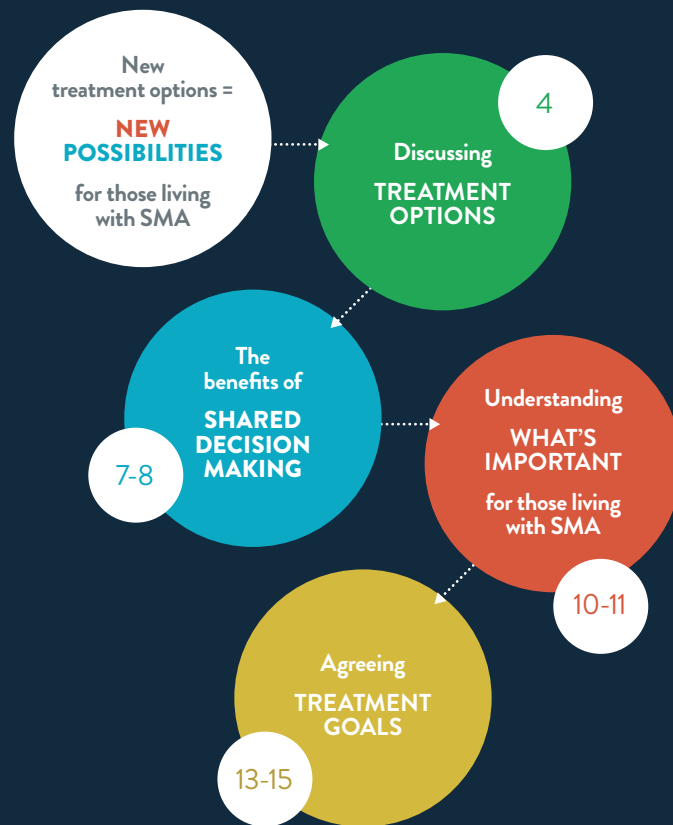 New
treatment options =
NEW
POSSIBILITIES
for those living
with SMA
4
Discussing
TREATMENT
OPTIONS
The
benefits of
SHARED
DECISION
MAKING
7-8
Understanding
WHAT'S
IMPORTANT
for those living
with SMA
10-11
Agreeing
TREATMENT
GOALS
13-15